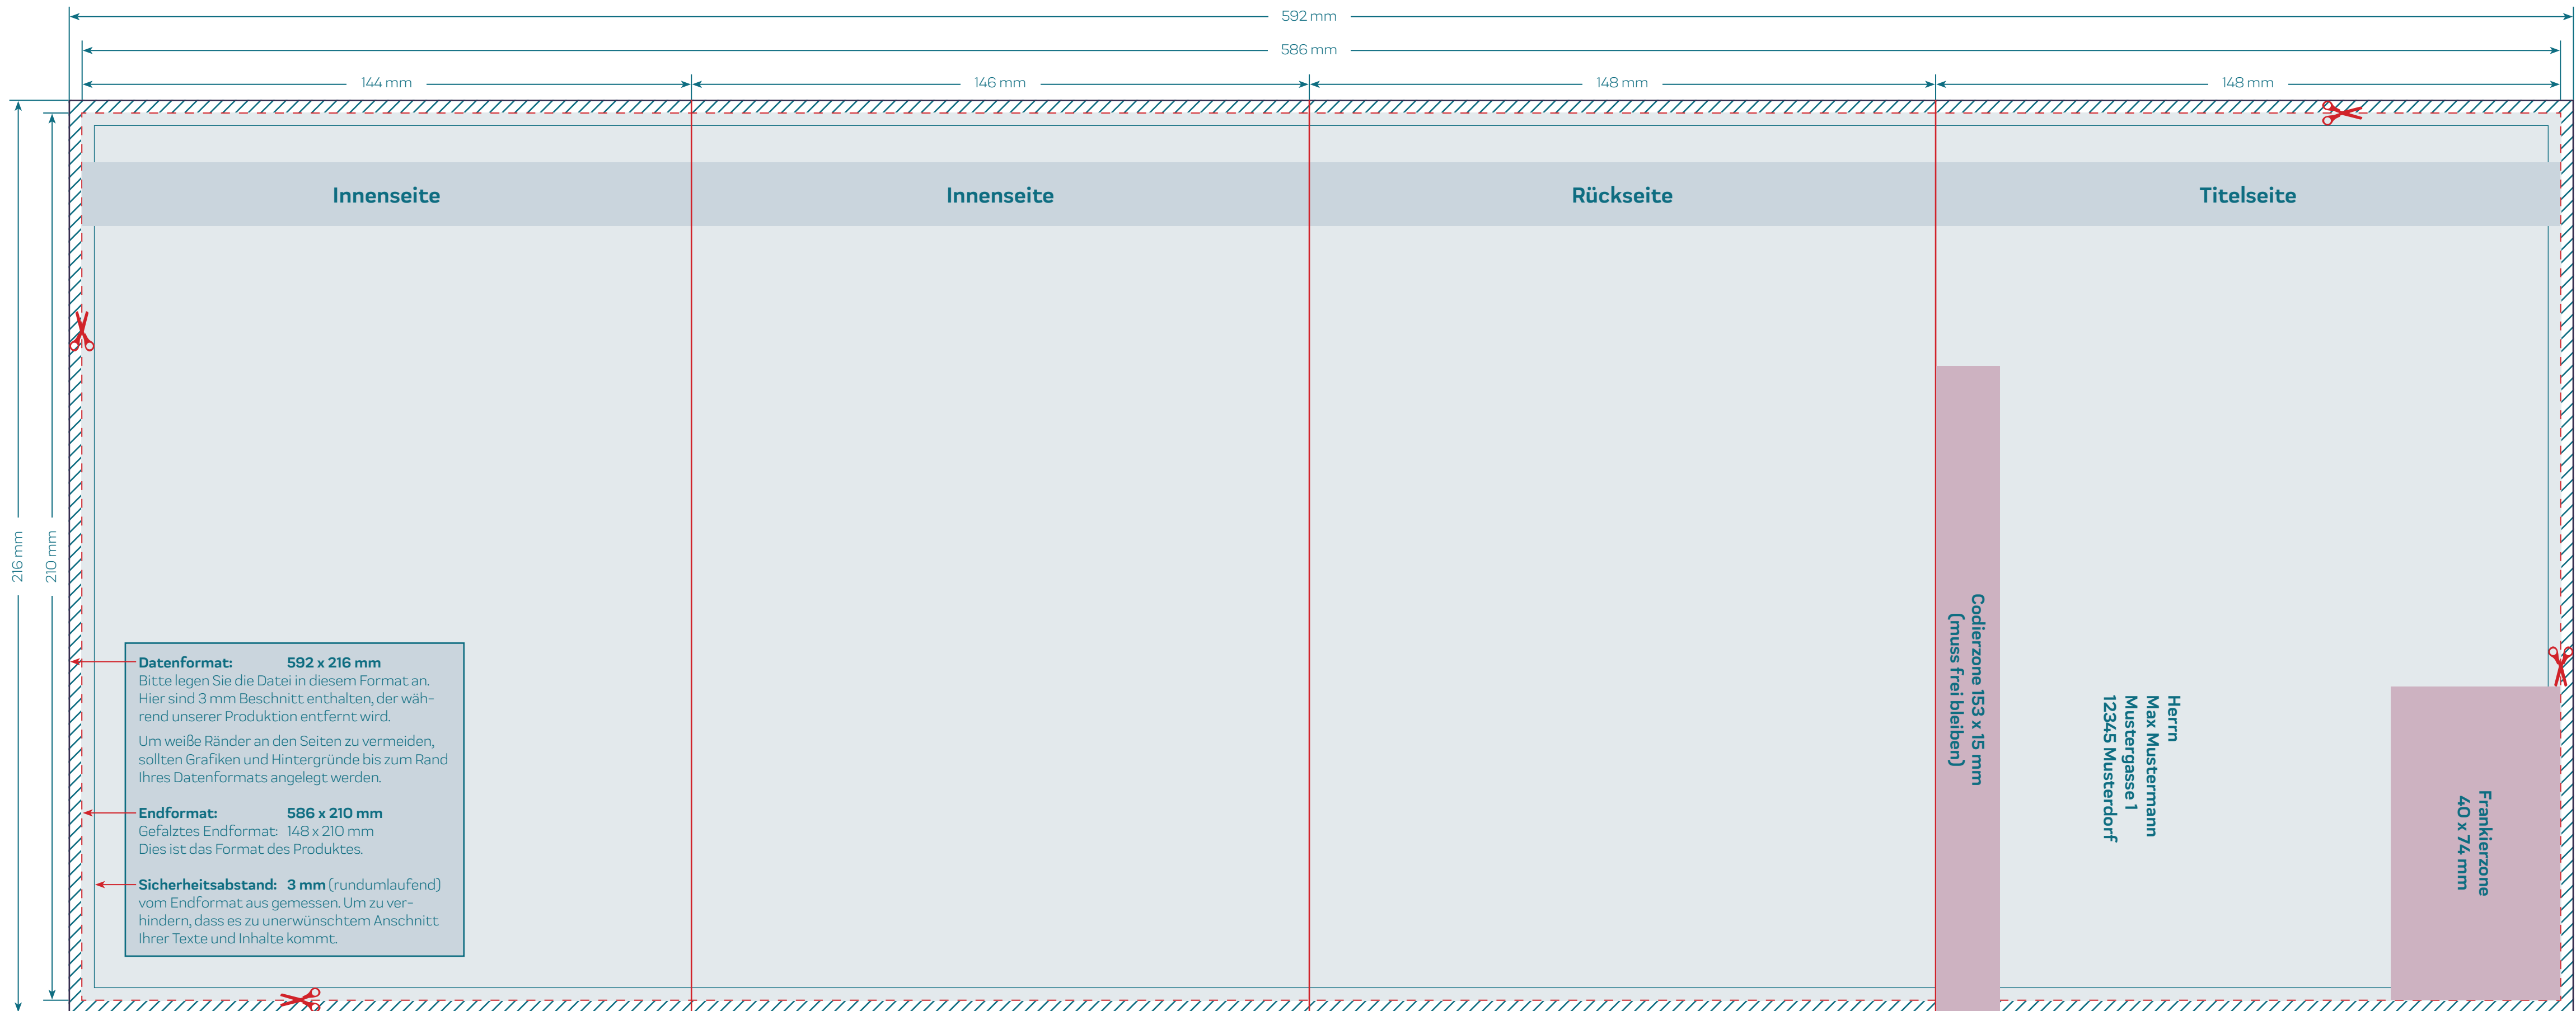 592 mm
586 mm
144 mm
146 mm
148 mm
148 mm
216 mm
210 mm
Innenseite
Innenseite
Rückseite
Titelseite
Datenformat: 592 x 216 mm
Bitte legen Sie die Datei in diesem Format an.
Hier sind 3 mm Beschnitt enthalten, der wäh-
rend unserer Produktion entfernt wird.
Um weiße Ränder an den Seiten zu vermeiden,
sollten Grafiken und Hintergründe bis zum Rand
Ihres Datenformats angelegt werden.
Endformat: 586 x 210 mm
Gefalztes Endformat: 148 x 210 mm
Dies ist das Format des Produktes.
Sicherheitsabstand: 3 mm (rundumlaufend)
vom Endformat aus gemessen. Um zu ver-
hindern, dass es zu unerwünschtem Anschnitt
Ihrer Texte und Inhalte kommt.
Codierzone 153 x 15 mm
(muss frei bleiben)
Herrn
Max Mustermann
Mustergasse 1
12345 Musterdorf
Frankierzone
40 x 74 mm